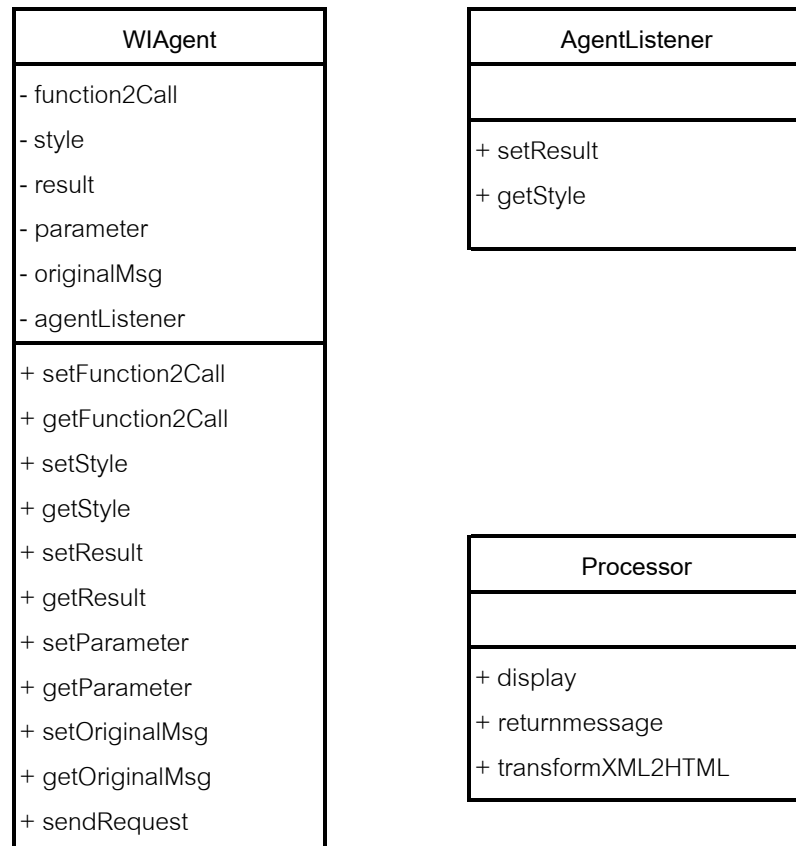 WIAgent
- function2Call
- style
- result
- parameter
- originalMsg
- agentListener
+ setFunction2Call
+ getFunction2Call
+ setStyle
+ getStyle
+ setResult
+ getResult
+ setParameter
+ getParameter
+ setOriginalMsg
+ getOriginalMsg
+ sendRequest
AgentListener
+ setResult
+ getStyle
Processor
+ display
+ returnmessage
+ transformXML2HTML